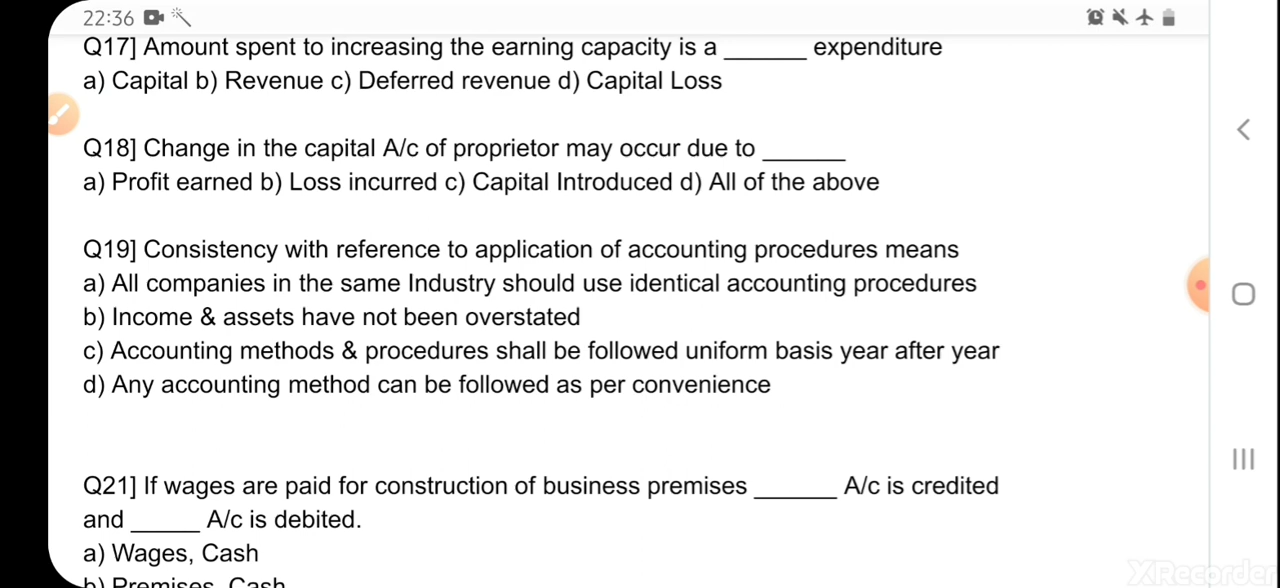 22:36
Q17] Amount spent to increasing the earning capacity is a ______ expenditure
a) Capital b) Revenue c) Deferred revenue d) Capital Loss
Q18] Change in the capital A/c of proprietor may occur due to ______
a) Profit earned b) Loss incurred c) Capital Introduced d) All of the above
Q19] Consistency with reference to application of accounting procedures means
a) All companies in the same Industry should use identical accounting procedures
b) Income & assets have not been overstated
c) Accounting methods & procedures shall be followed uniform basis year after year
d) Any accounting method can be followed as per convenience
Q21] If wages are paid for construction of business premises ______ A/c is credited
and _____ A/c is debited.
a) Wages, Cash
b) Premises, Cash
XRecorder